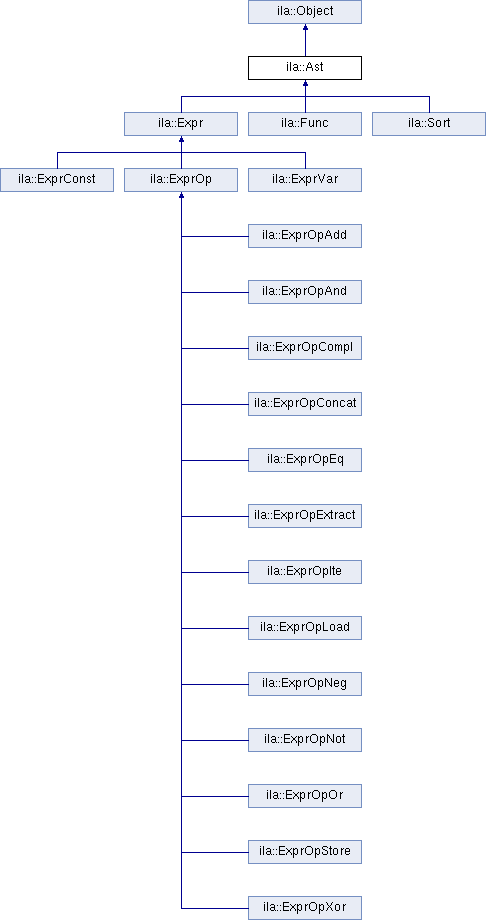 ila::Object
ila::Ast
ila::Expr
ila::Func
ila::Sort
ila::ExprConst
ila::ExprOp
ila::ExprVar
ila::ExprOpAdd
ila::ExprOpAnd
ila::ExprOpCompl
ila::ExprOpConcat
ila::ExprOpEq
ila::ExprOpExtract
ila::ExprOpIte
ila::ExprOpLoad
ila::ExprOpNeg
ila::ExprOpNot
ila::ExprOpOr
ila::ExprOpStore
ila::ExprOpXor